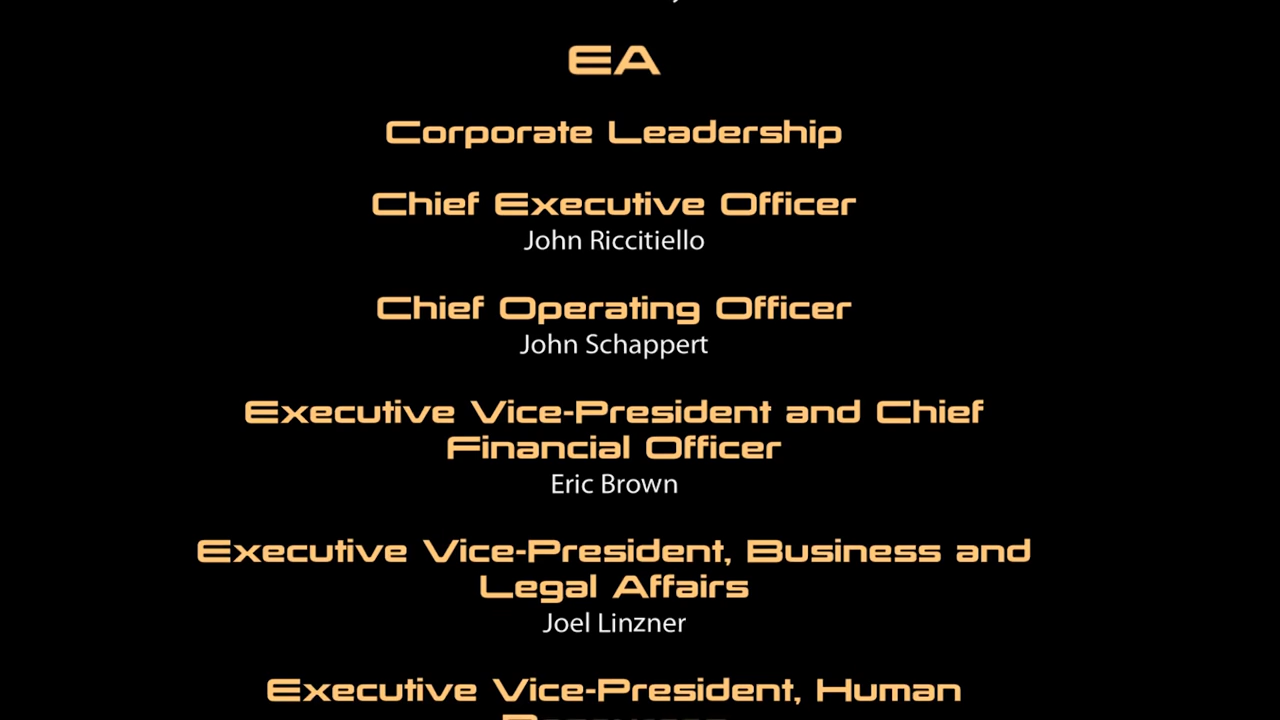 EA
Corporate Leadership
Chief Executive Officer
John Riccitiello
Chief Operating Officer
John Schappert
Executive Vice-President and Chief
Financial Officer
Eric Brown
Executive Vice-President, Business and
Legal Affairs
Joel Linzner
Executive Vice-President, Human